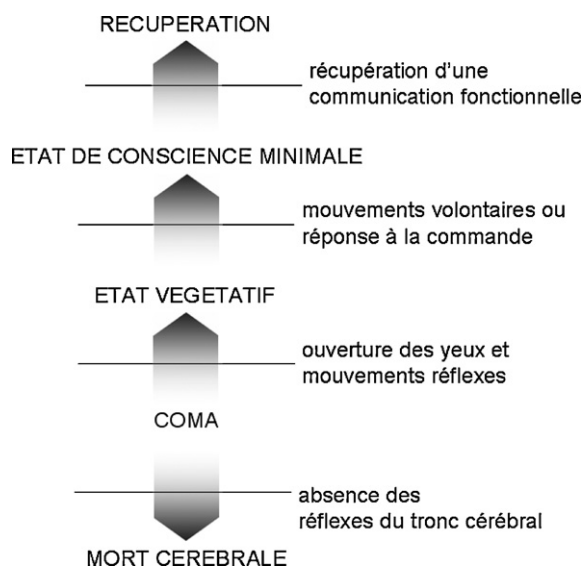 RECUPERATION
récupération d'une
communication fonctionnelle
ETAT DE CONSCIENCE MINIMALE
mouvements volontaires ou
réponse à la commande
ETAT VEGETATIF
ouverture des yeux et
mouvements réflexes
COMA
absence des
réflexes du tronc cérébral
MORT CEREBRALE